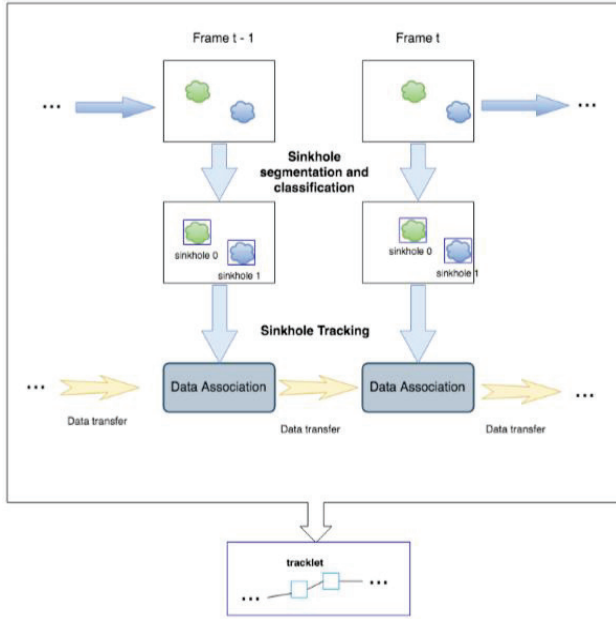 Frame t - 1
Frame t
...
...
Sinkhole
segmentation and
classification
sinkhole 0
sinkhole 1
sinkhole 0
sinkhole 1
Sinkhole Tracking
...
Data Association
Data Association
...
Data transfer
Data transfer
Data transfer
tracklet
...
...